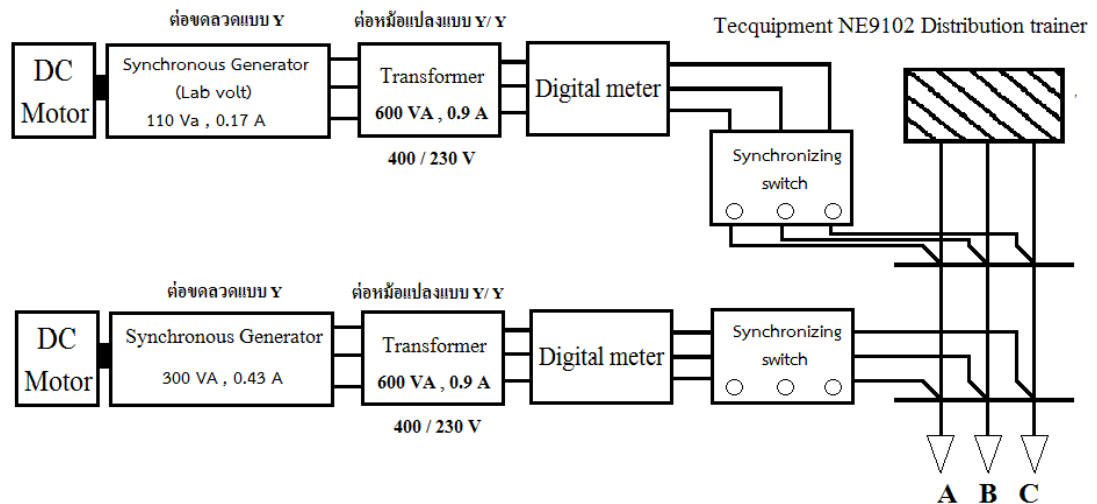 ต่อขดลวดแบบ Y
ต่อหม้อแปลงแบบ Y/ Y
Tecquipment NE9102 Distribution trainer
DC
Motor
Synchronous Generator
(Lab volt)
110 Va , 0.17 A
Transformer
600 VA , 0.9 A
Digital meter
400 / 230 V
Synchronizing
switch
ต่อขดลวดแบบ Y
ต่อหม้อแปลงแบบ Y/ Y
DC
Motor
Synchronous Generator
300 VA , 0.43 A
Transformer
600 VA , 0.9 A
Digital meter
Synchronizing
switch
400 / 230 V
A B C